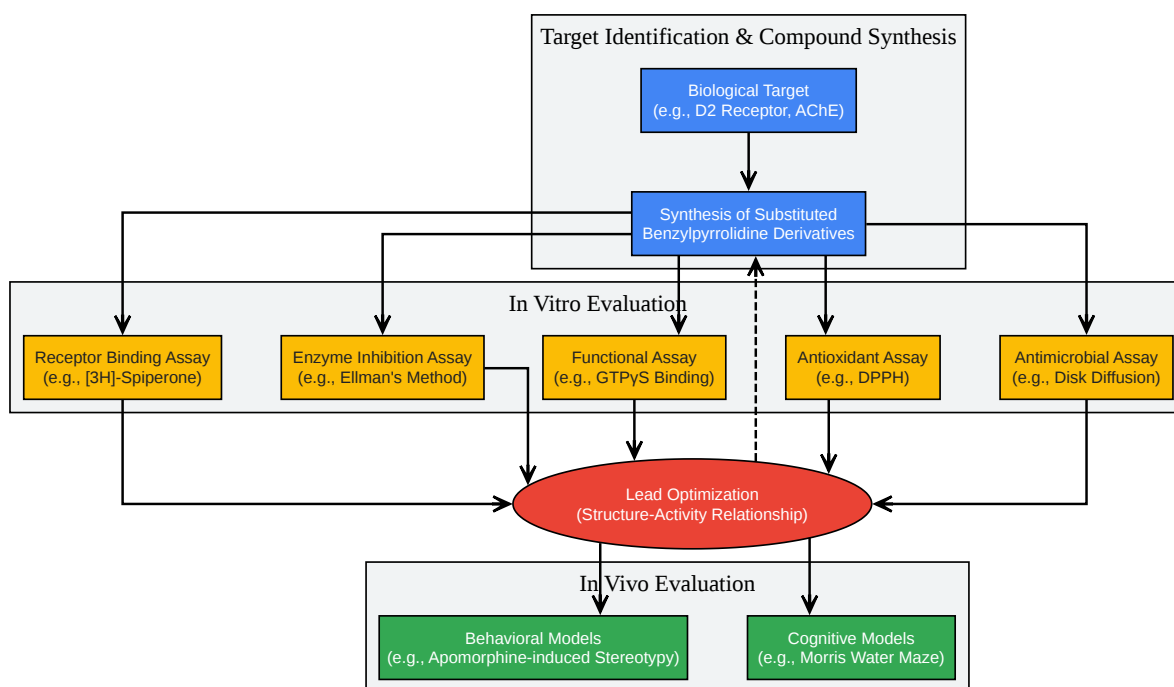 Target Identification & Compound Synthesis
Biological Target
(e.g., D2 Receptor, AChE)
Synthesis of Substituted
Benzylpyrrolidine Derivatives
In Vitro Evaluation
Receptor Binding Assay
(e.g., [3H]-Spiperone)
Enzyme Inhibition Assay
(e.g., Ellman's Method)
Functional Assay
(e.g., GTPγS Binding)
Antioxidant Assay
(e.g., DPPH)
Antimicrobial Assay
(e.g., Disk Diffusion)
Lead Optimization
(Structure-Activity Relationship)
In Vivo Evaluation
Behavioral Models
(e.g., Apomorphine-induced Stereotypy)
Cognitive Models
(e.g., Morris Water Maze)